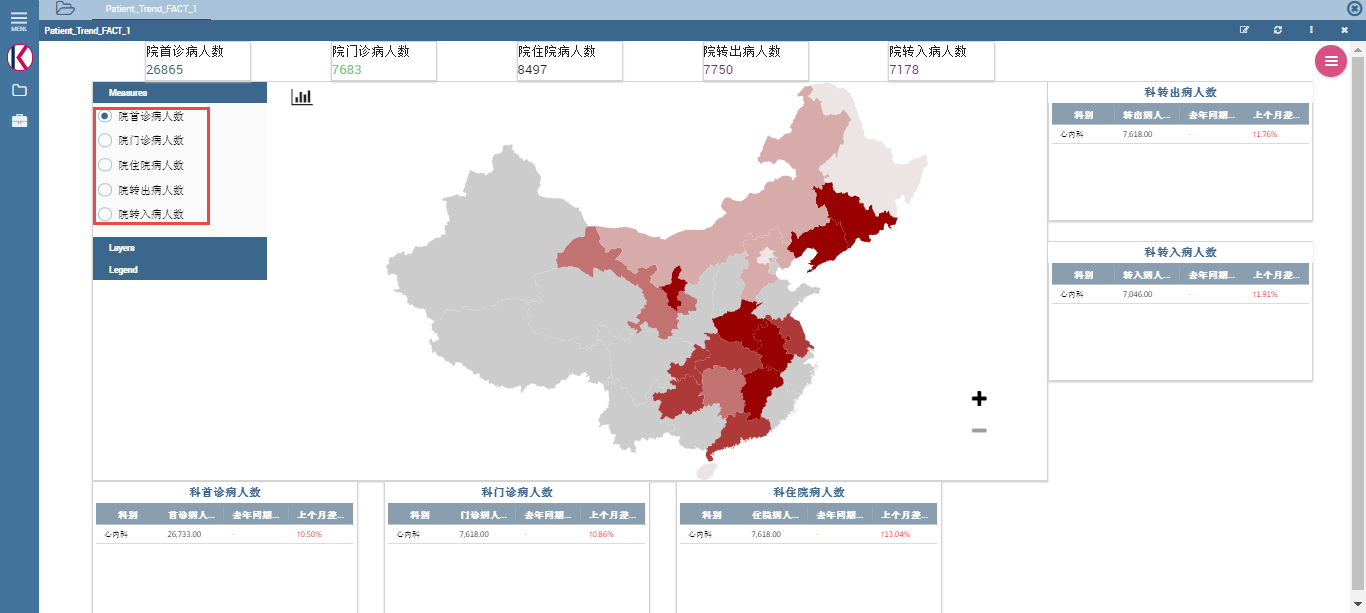 Patient_Trend_FACT_1
MENU
Patient_Trend_FACT_1
院首诊病人数 院门诊病人数 院住院病人数 院转出病人数 院转入病人数
26865 7683 8497 7750 7178
Measures
院首诊病人数
院门诊病人数
院住院病人数
院转出病人数
院转入病人数
Layers
Legend
科转出病人数
科别 转出病人... 去年同期... 上个月差...
心内科 7,618.00 - ↑1.76%
科转入病人数
科别 转入病人... 去年同期... 上个月差...
心内科 7,046.00 - ↑1.91%
科首诊病人数
科别 首诊病人... 去年同期... 上个月差...
心内科 26,733.00 - ↑0.50%
科门诊病人数
科别 门诊病人... 去年同期... 上个月差...
心内科 7,618.00 - ↑0.86%
科住院病人数
科别 住院病人... 去年同期... 上个月差...
心内科 7,618.00 - ↑13.04%